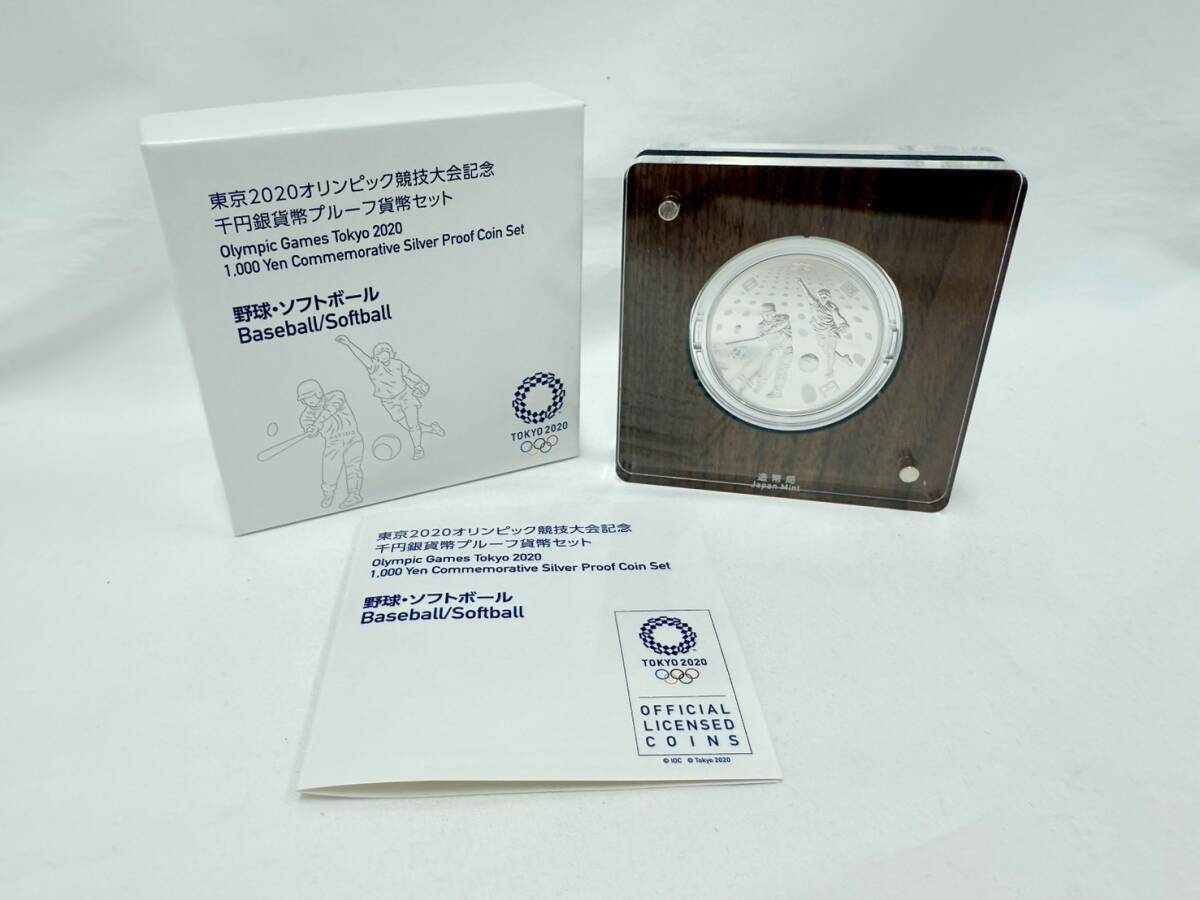 東京2020オリンピック競技大会記念
千円銀貨幣プルーフ貨幣セット
Olympic Games Tokyo 2020
1,000 Yen Commemorative Silver Proof Coin Set
野球・ソフトボール
Baseball/Softball
TOKYO 2020
日本国
千円
造幣局
Japan Mint
東京2020オリンピック競技大会記念
千円銀貨幣プルーフ貨幣セット
Olympic Games Tokyo 2020
1,000 Yen Commemorative Silver Proof Coin Set
野球・ソフトボール
Baseball/Softball
TOKYO 2020
OFFICIAL
LICENSED
COINS
© IOC © Tokyo 2020